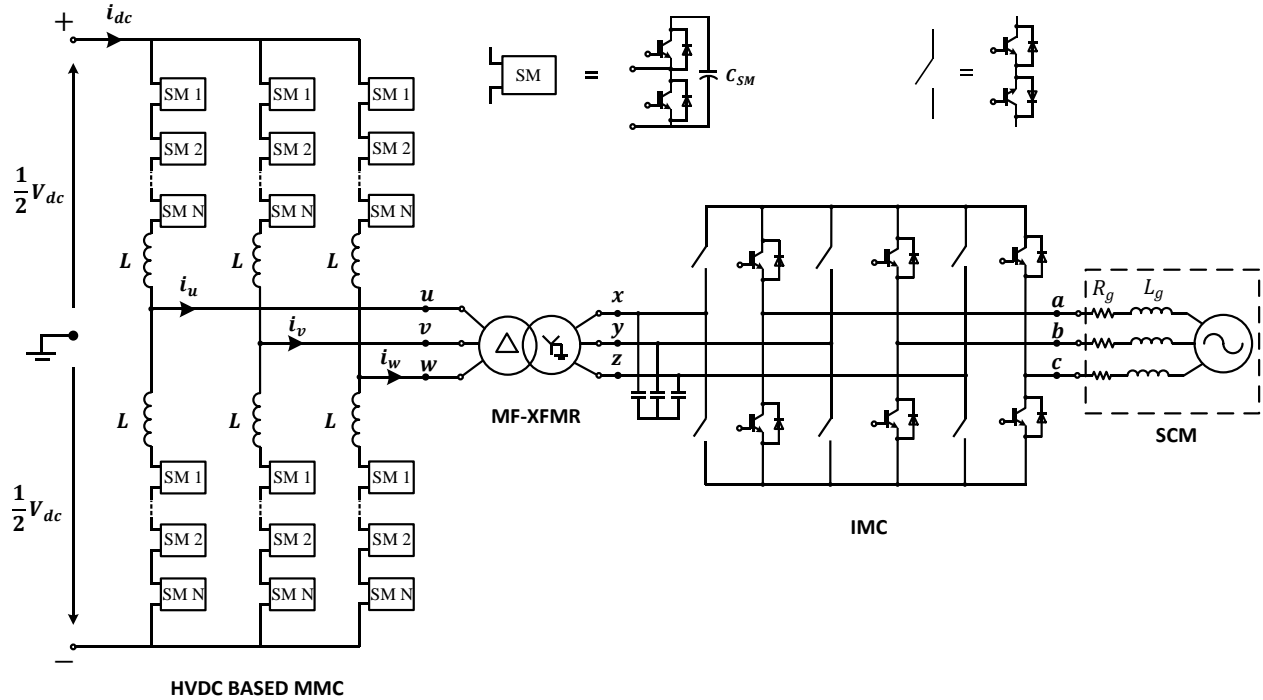 +
i_dc
SM 1
SM 1
SM 1
SM
=
C_SM
=
SM 2
SM 2
SM 2
1/2 V_dc
SM N
SM N
SM N
L
L
L
i_u
u
x
a
R_g
L_g
i_v
v
y
b
i_w
w
z
c
Δ
MF-XFMR
SCM
L
L
L
SM 1
SM 1
SM 1
1/2 V_dc
IMC
SM 2
SM 2
SM 2
SM N
SM N
SM N
−
HVDC BASED MMC